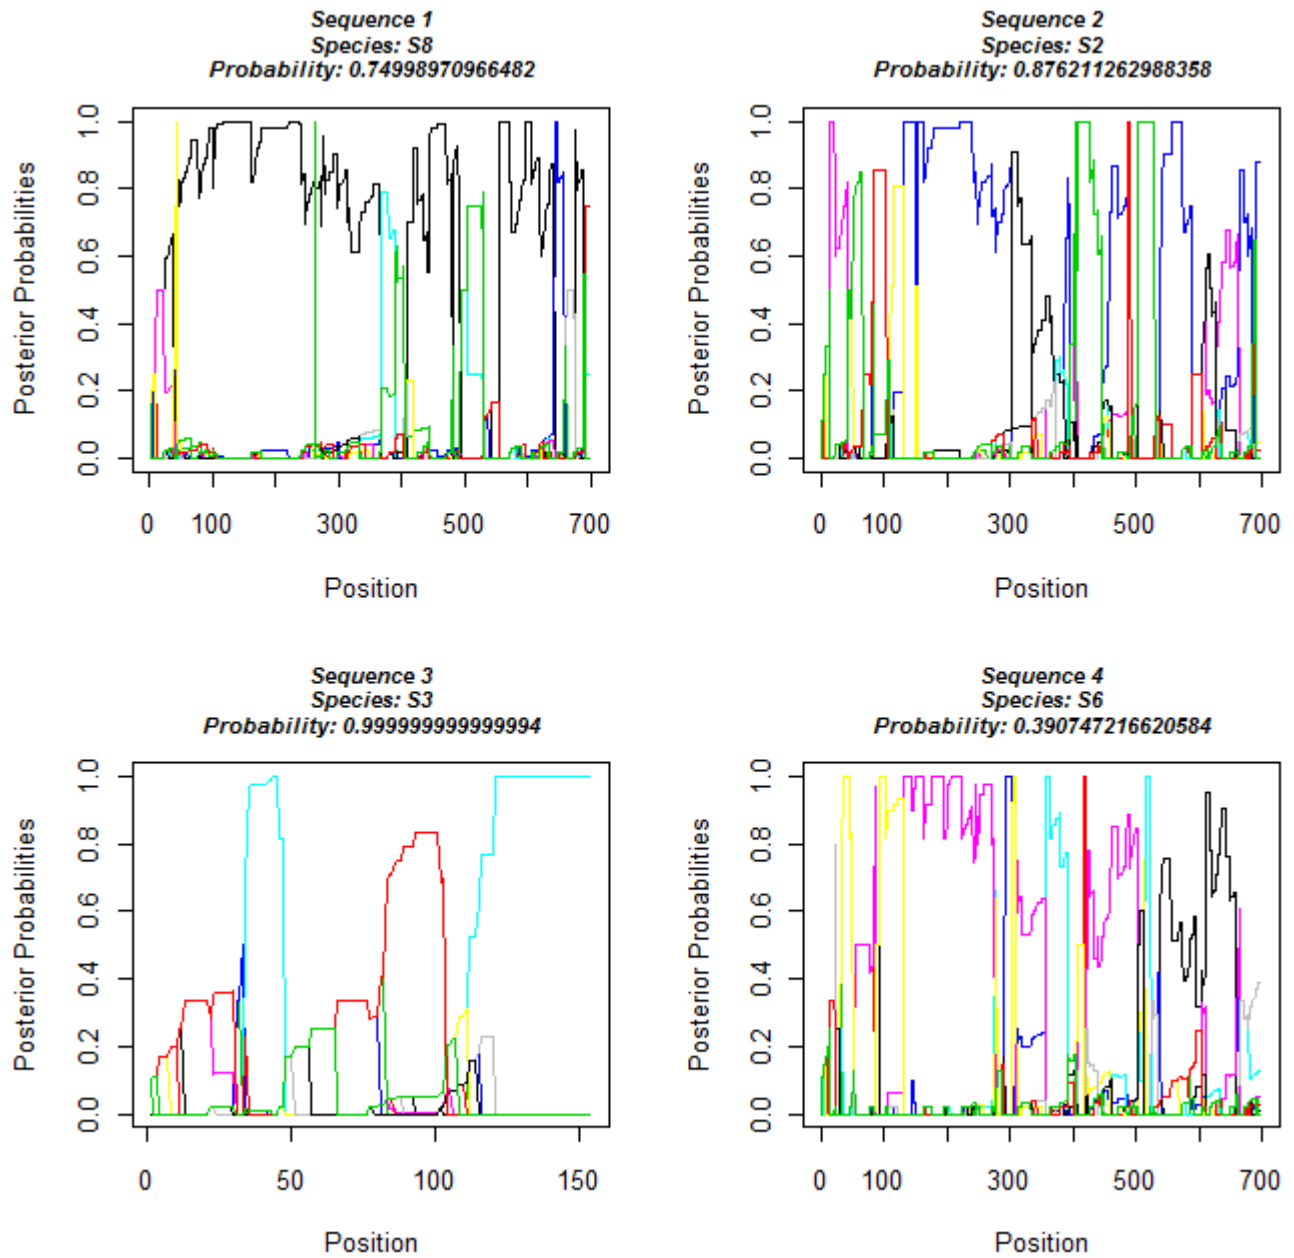 Sequence 1
Species: S8
Probability: 0.74998970966482
Posterior Probabilities
0.0 0.2 0.4 0.6 0.8 1.0
0 100 300 500 700
Position
Sequence 2
Species: S2
Probability: 0.876211262988358
Posterior Probabilities
0.0 0.2 0.4 0.6 0.8 1.0
0 100 300 500 700
Position
Sequence 3
Species: S3
Probability: 0.999999999999994
Posterior Probabilities
0.0 0.2 0.4 0.6 0.8 1.0
0 50 100 150
Position
Sequence 4
Species: S6
Probability: 0.390747216620584
Posterior Probabilities
0.0 0.2 0.4 0.6 0.8 1.0
0 100 300 500 700
Position